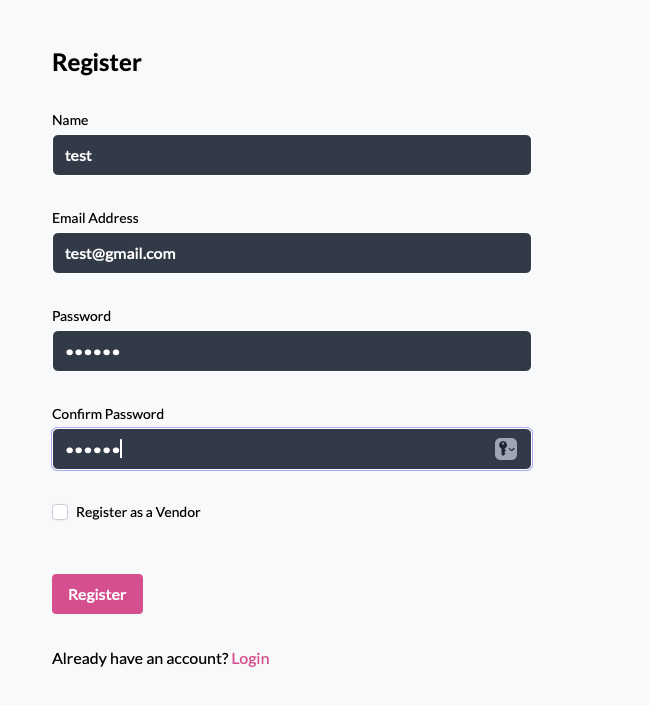 Register
Name
test
Email Address
test@gmail.com
Password
••••••
Confirm Password
••••••
Register as a Vendor
Register
Already have an account? Login